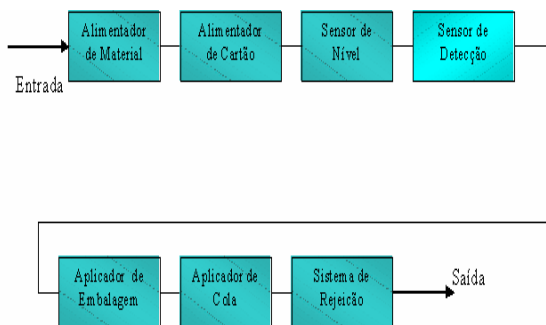 Alimentador
de Material
Alimentador
de Cartão
Sensor de
Nível
Sensor de
Detecção
Entrada
Aplicador de
Embalagem
Aplicador de
Cola
Sistema de
Rejeição
Saída